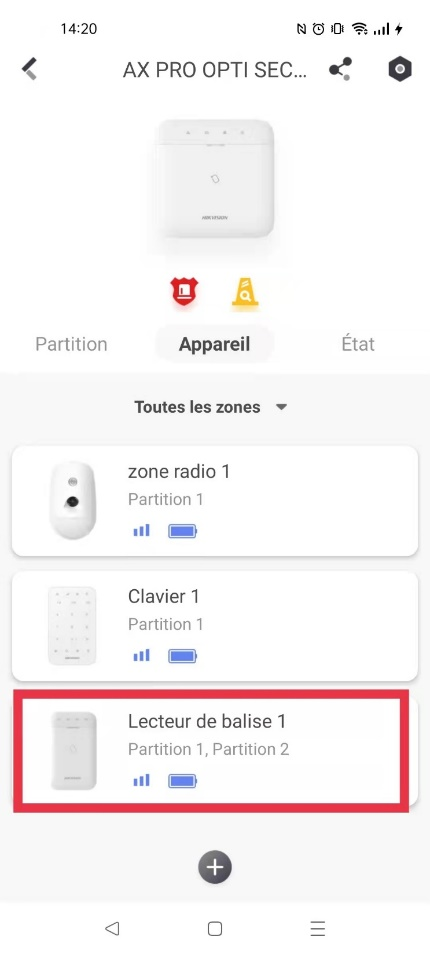 14:20
AX PRO OPTI SEC...
HIKVISION
Partition
Appareil
État
Toutes les zones
zone radio 1
Partition 1
Clavier 1
Partition 1
Lecteur de balise 1
Partition 1, Partition 2